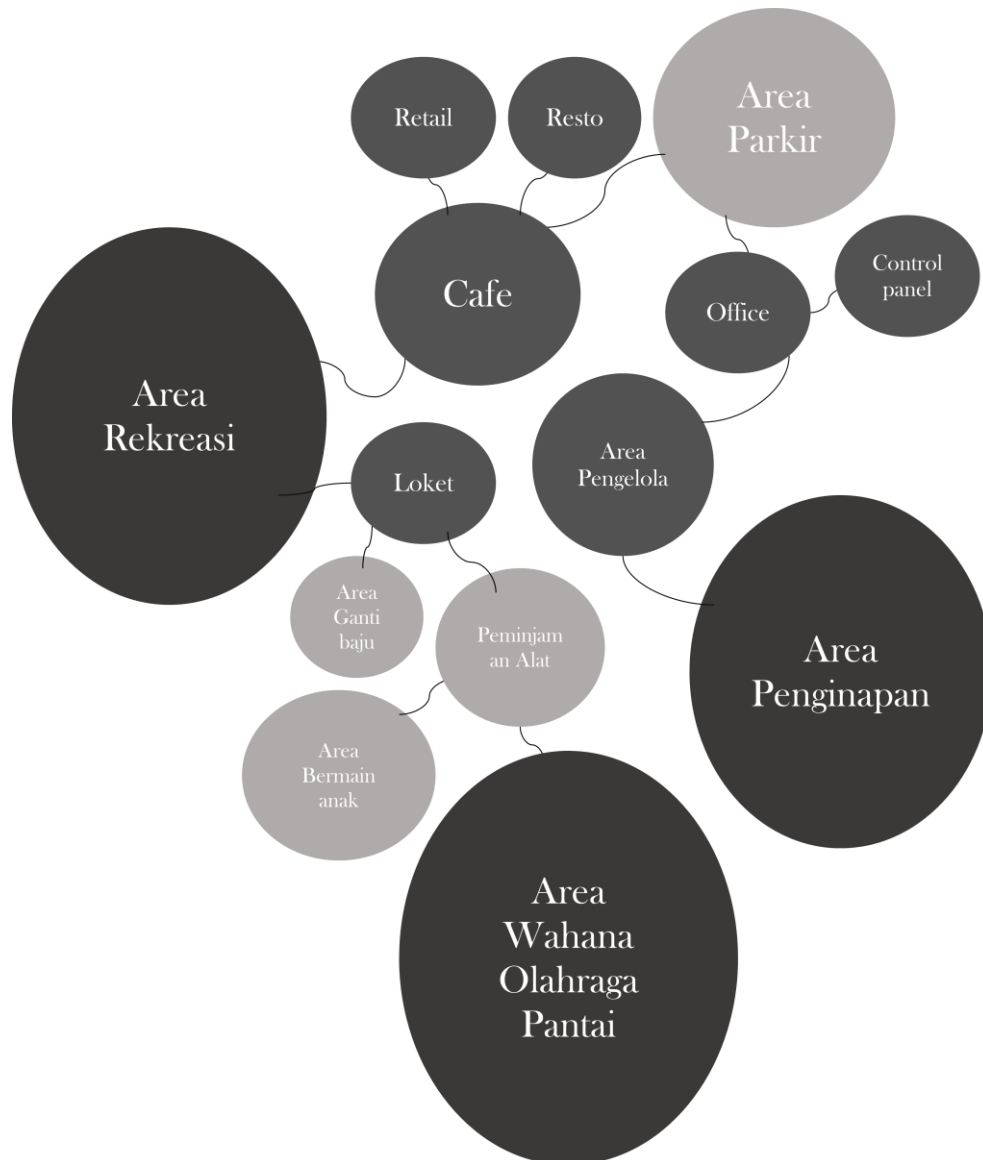 Retail
Resto
Area
Parkir
Cafe
Office
Control
panel
Area
Rekreasi
Loket
Area
Pengelola
Area
Ganti
baju
Peminjam
an Alat
Area
Penginapan
Area
Bermain
anak
Area
Wahana
Olahraga
Pantai